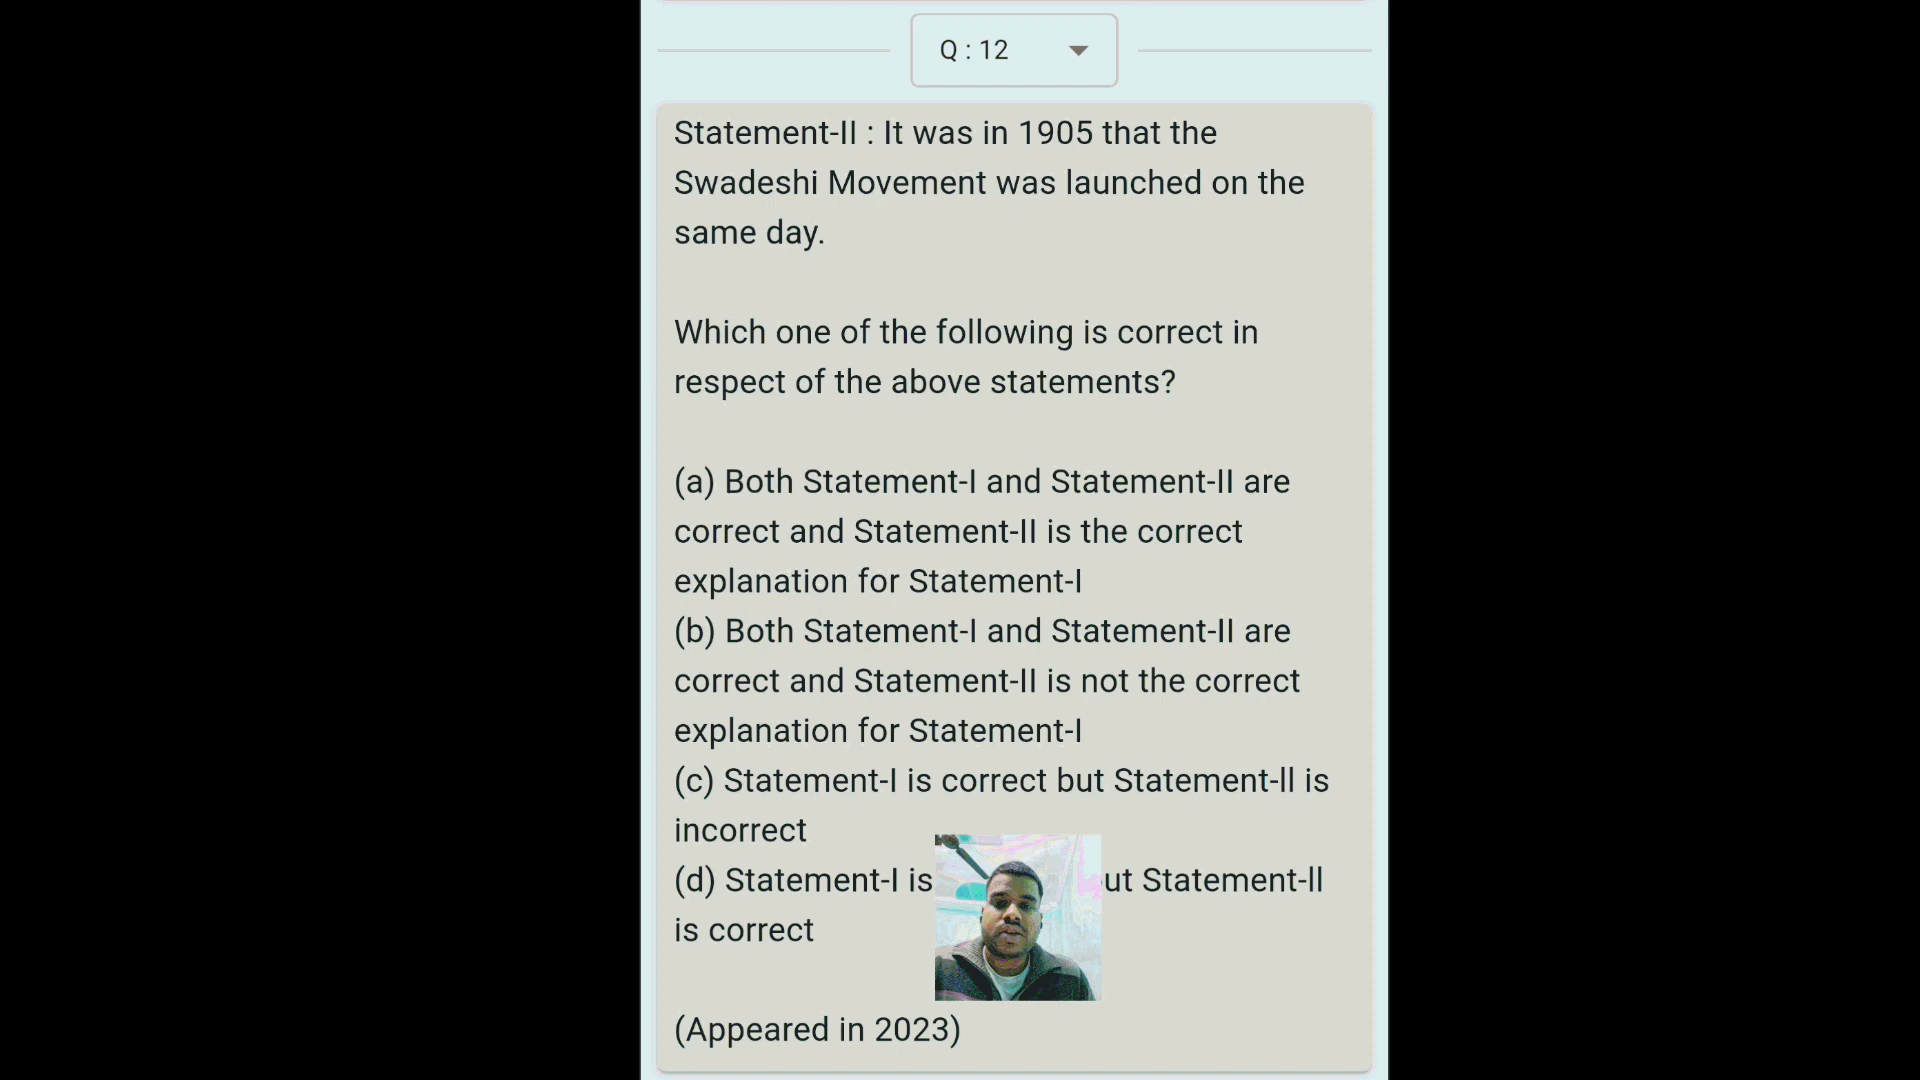 Q : 12
Statement-II : It was in 1905 that the
Swadeshi Movement was launched on the
same day.
Which one of the following is correct in
respect of the above statements?
(a) Both Statement-I and Statement-II are
correct and Statement-II is the correct
explanation for Statement-I
(b) Both Statement-I and Statement-II are
correct and Statement-II is not the correct
explanation for Statement-I
(c) Statement-I is correct but Statement-ll is
incorrect
(d) Statement-I is Statement-ll
is correct
(Appeared in 2023)